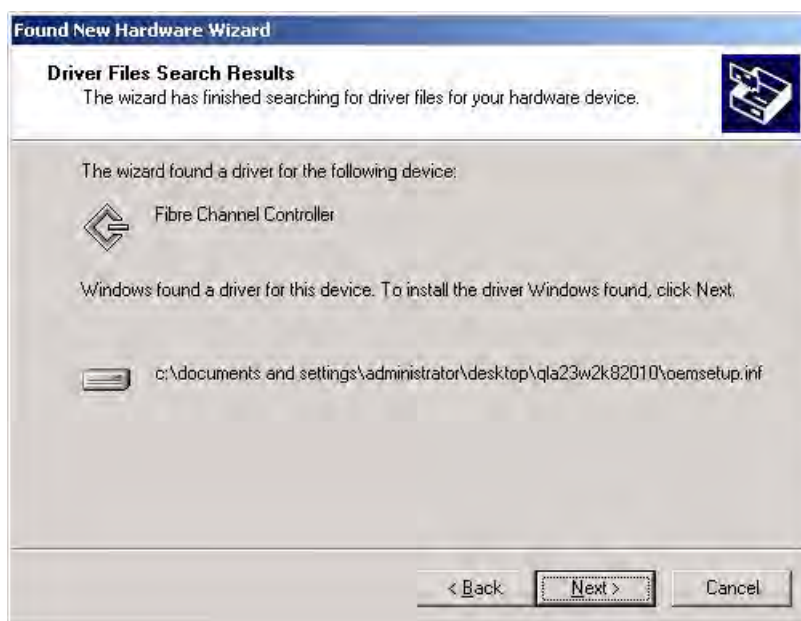 Found New Hardware Wizard
Driver Files Search Results
The wizard has finished searching for driver files for your hardware device.
The wizard found a driver for the following device:
Fibre Channel Controller
Windows found a driver for this device. To install the driver Windows found, click Next.
c:\documents and settings\administrator\desktop\qla23w2k82010\oemsetup.inf
< Back
Next >
Cancel